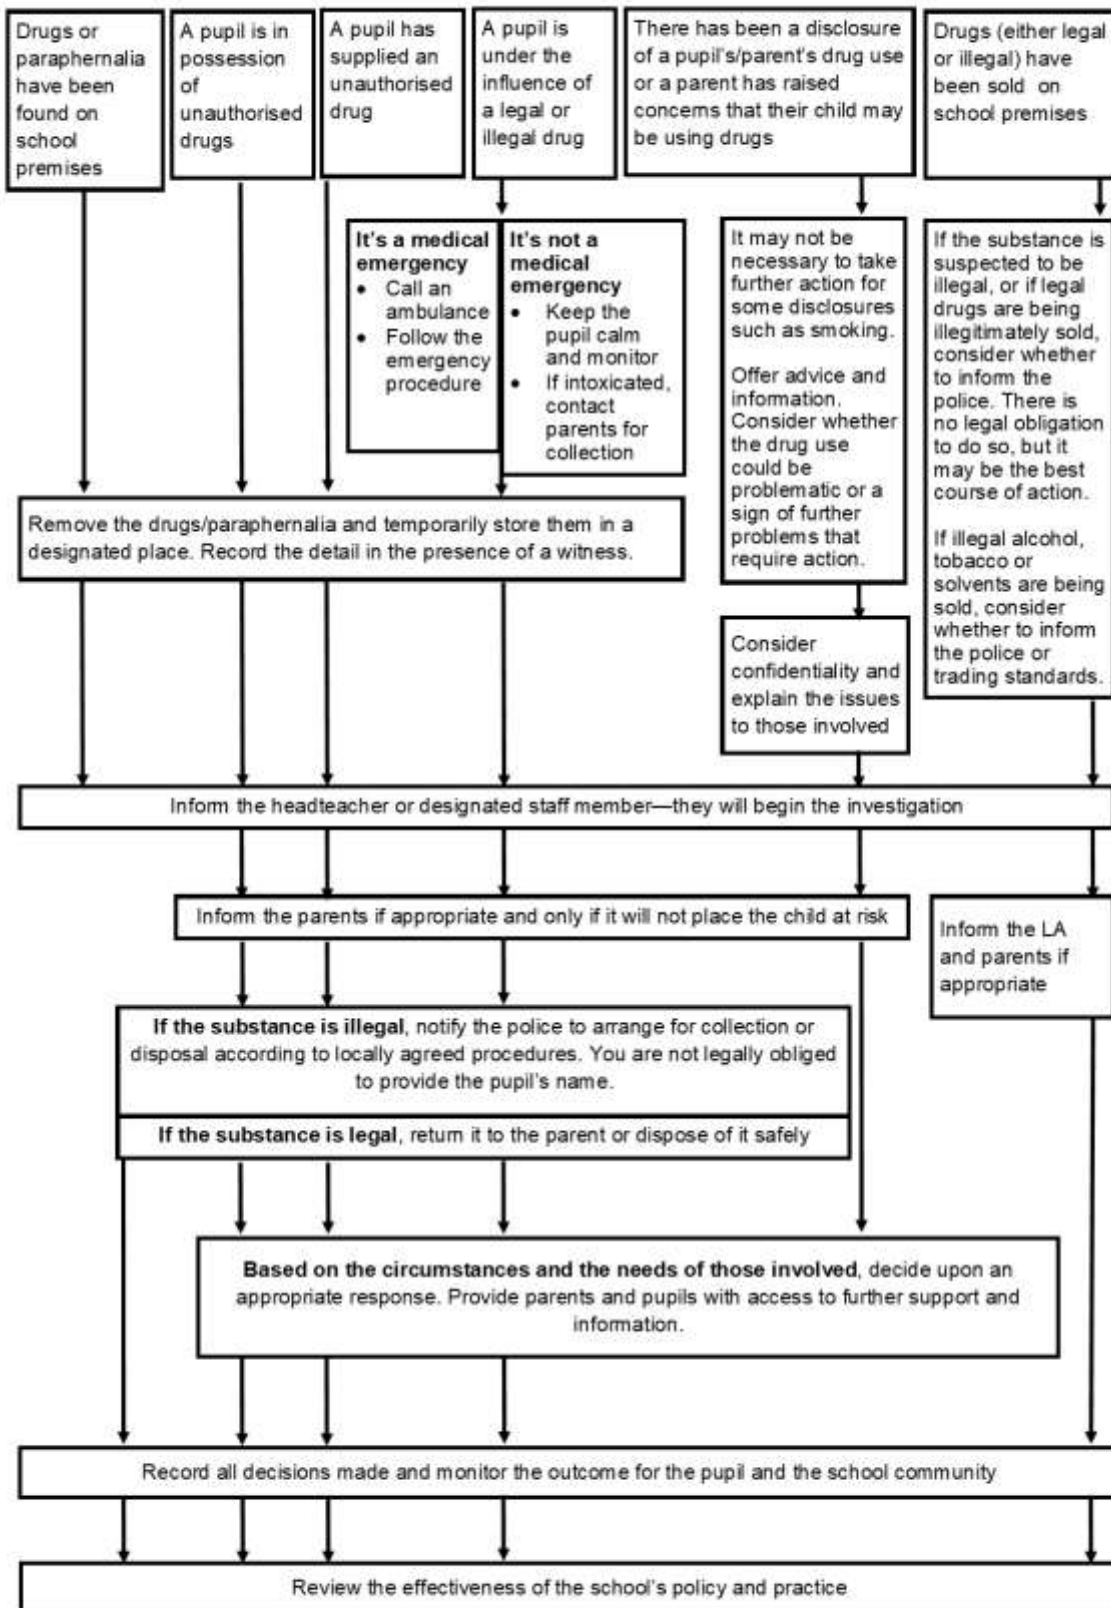 Drugs or
paraphernalia
have been
found on
school
premises
A pupil is in
possession
of
unauthorised
drugs
A pupil has
supplied an
unauthorised
drug
A pupil is
under the
influence of
a legal or
illegal drug
There has been a disclosure
of a pupil's/parent's drug use
or a parent has raised
concerns that their child may
be using drugs
Drugs (either legal
or illegal) have
been sold on
school premises
It's a medical
emergency
• Call an
ambulance
• Follow the
emergency
procedure
It's not a
medical
emergency
• Keep the
pupil calm
and monitor
• If intoxicated,
contact
parents for
collection
It may not be
necessary to take
further action for
some disclosures
such as smoking.
Offer advice and
information.
Consider whether
the drug use
could be
problematic or a
sign of further
problems that
require action.
If the substance is
suspected to be
illegal, or if legal
drugs are being
illegitimately sold,
consider whether
to inform the
police. There is
no legal obligation
to do so, but it
may be the best
course of action.
If illegal alcohol,
tobacco or
solvents are being
sold, consider
whether to inform
the police or
trading standards.
Remove the drugs/paraphernalia and temporarily store them in a
designated place. Record the detail in the presence of a witness.
Consider
confidentiality and
explain the issues
to those involved
Inform the headteacher or designated staff member—they will begin the investigation
Inform the parents if appropriate and only if it will not place the child at risk
Inform the LA
and parents if
appropriate
If the substance is illegal, notify the police to arrange for collection or
disposal according to locally agreed procedures. You are not legally obliged
to provide the pupil's name.
If the substance is legal, return it to the parent or dispose of it safely
Based on the circumstances and the needs of those involved, decide upon an
appropriate response. Provide parents and pupils with access to further support and
information.
Record all decisions made and monitor the outcome for the pupil and the school community
Review the effectiveness of the school's policy and practice